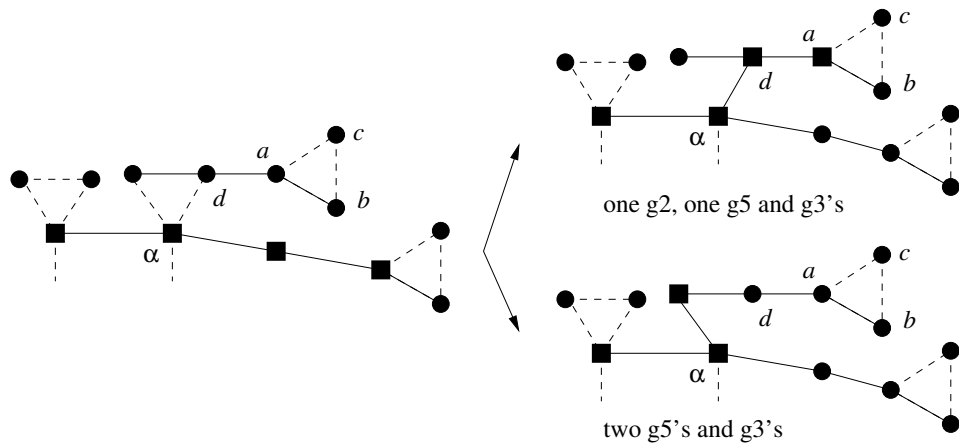 a
c
b
d
α
a
c
b
d
α
one g2, one g5 and g3's
a
c
b
d
α
two g5's and g3's